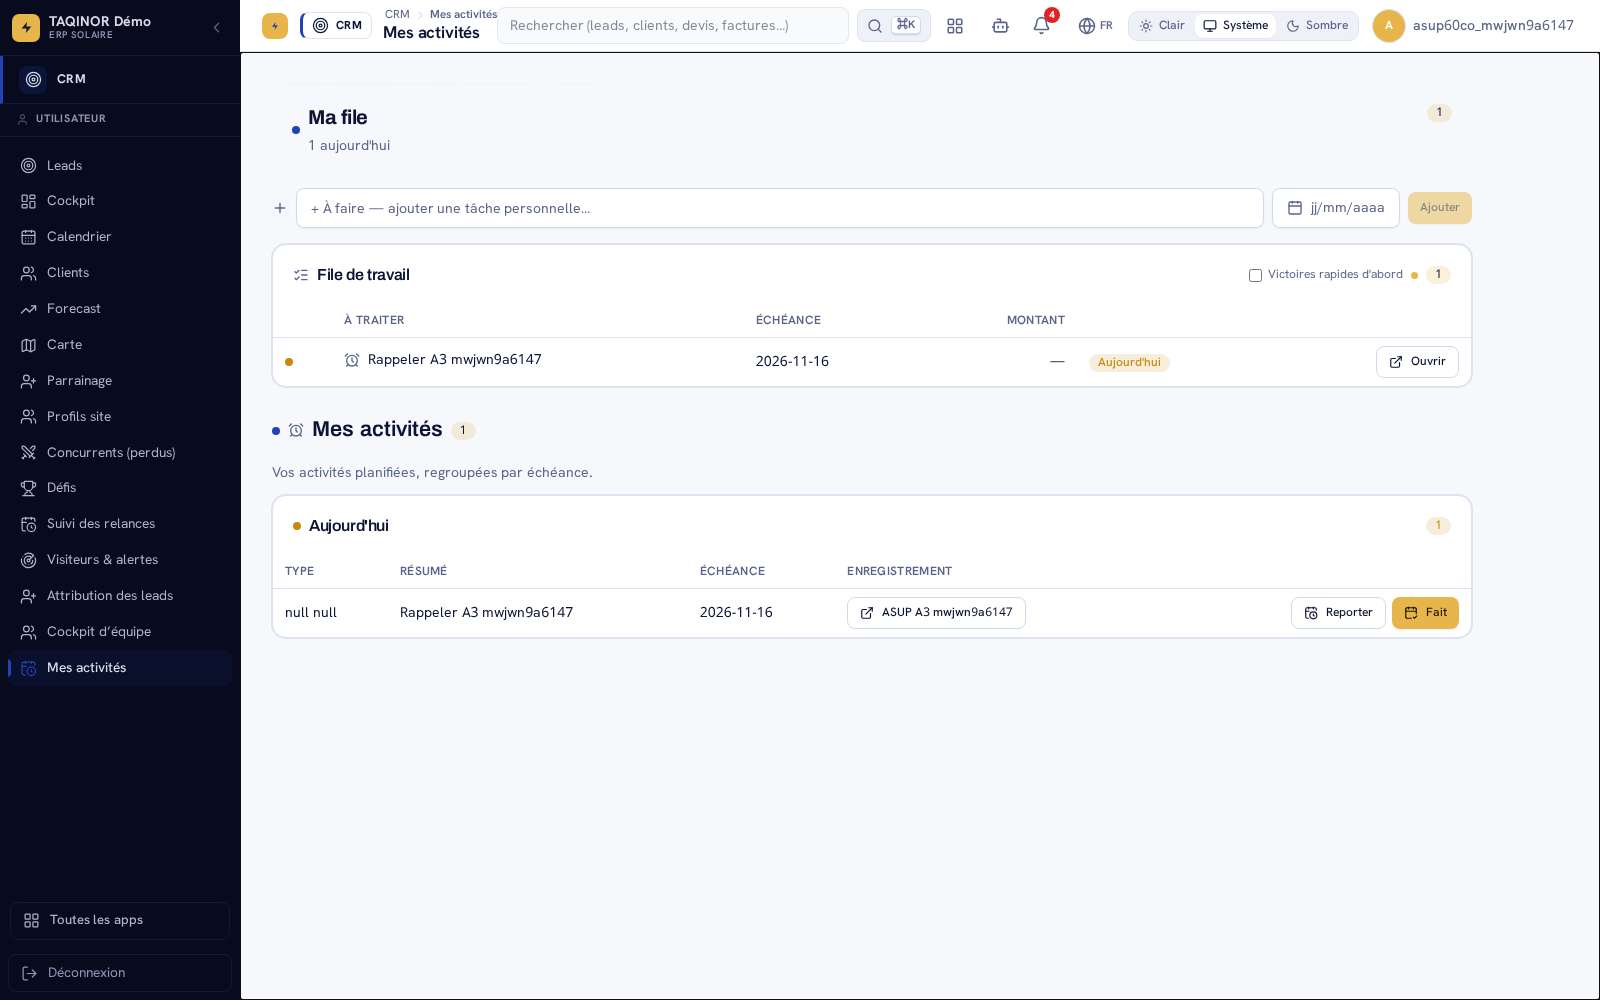 TAQINOR Démo
ERP SOLAIRE
CRM
UTILISATEUR
Leads
Cockpit
Calendrier
Clients
Forecast
Carte
Parrainage
Profils site
Concurrents (perdus)
Défis
Suivi des relances
Visiteurs & alertes
Attribution des leads
Cockpit d’équipe
Mes activités
Toutes les apps
Déconnexion
CRM
CRM > Mes activités
Mes activités
Rechercher (leads, clients, devis, factures…)
⌘K
4
FR
Clair
Système
Sombre
A
asup60co_mwjwn9a6147
Ma file
1
1 aujourd'hui
+ À faire — ajouter une tâche personnelle…
jj/mm/aaaa
Ajouter
File de travail
Victoires rapides d'abord
1
À TRAITER ÉCHÉANCE MONTANT
Rappeler A3 mwjwn9a6147 2026-11-16 — Aujourd'hui Ouvrir
Mes activités 1
Vos activités planifiées, regroupées par échéance.
Aujourd'hui
1
TYPE RÉSUMÉ ÉCHÉANCE ENREGISTREMENT
null null Rappeler A3 mwjwn9a6147 2026-11-16 ASUP A3 mwjwn9a6147 Reporter Fait